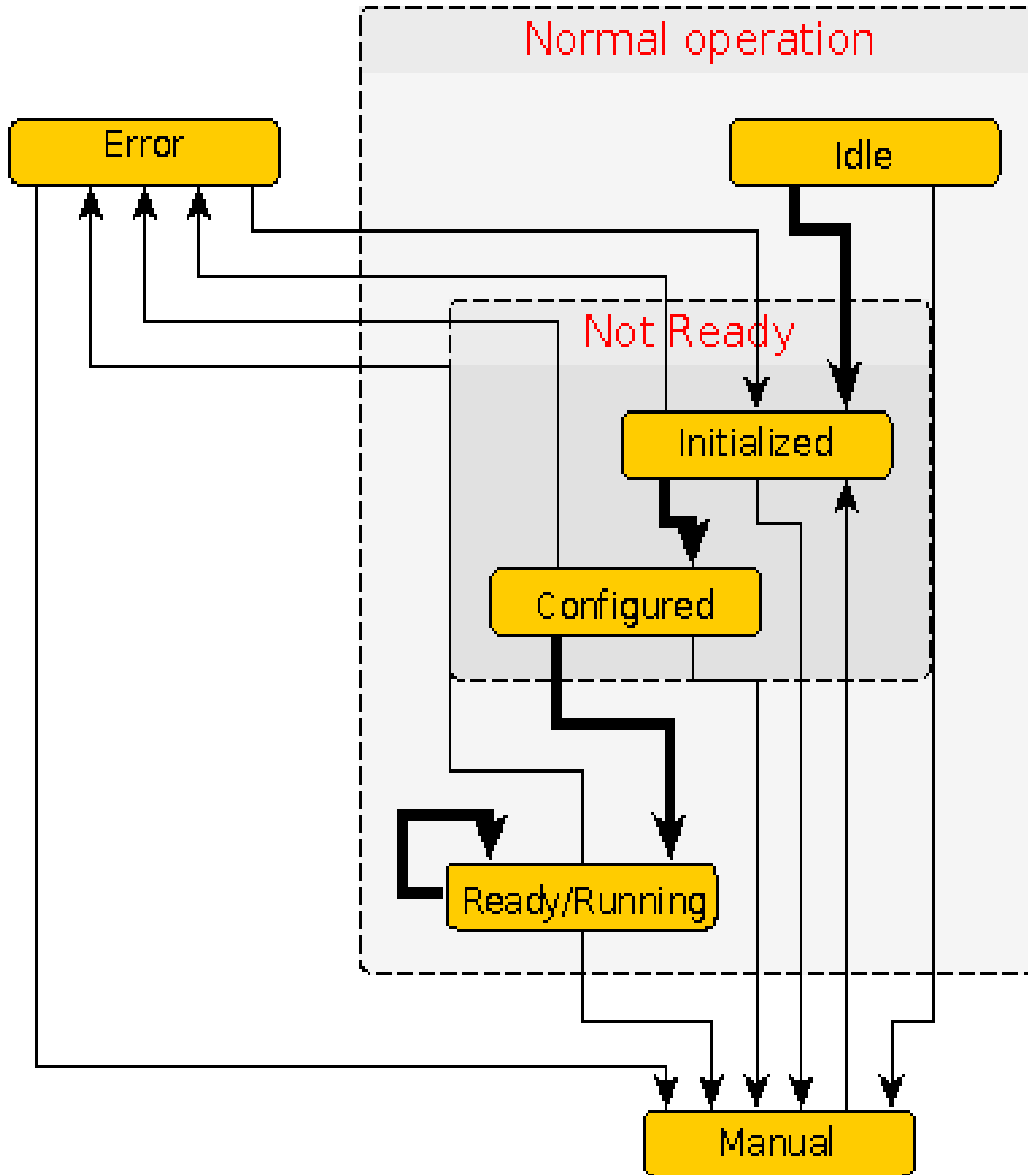 Normal operation
Error
Idle
Not Ready
Initialized
Configured
Ready/Running
Manual